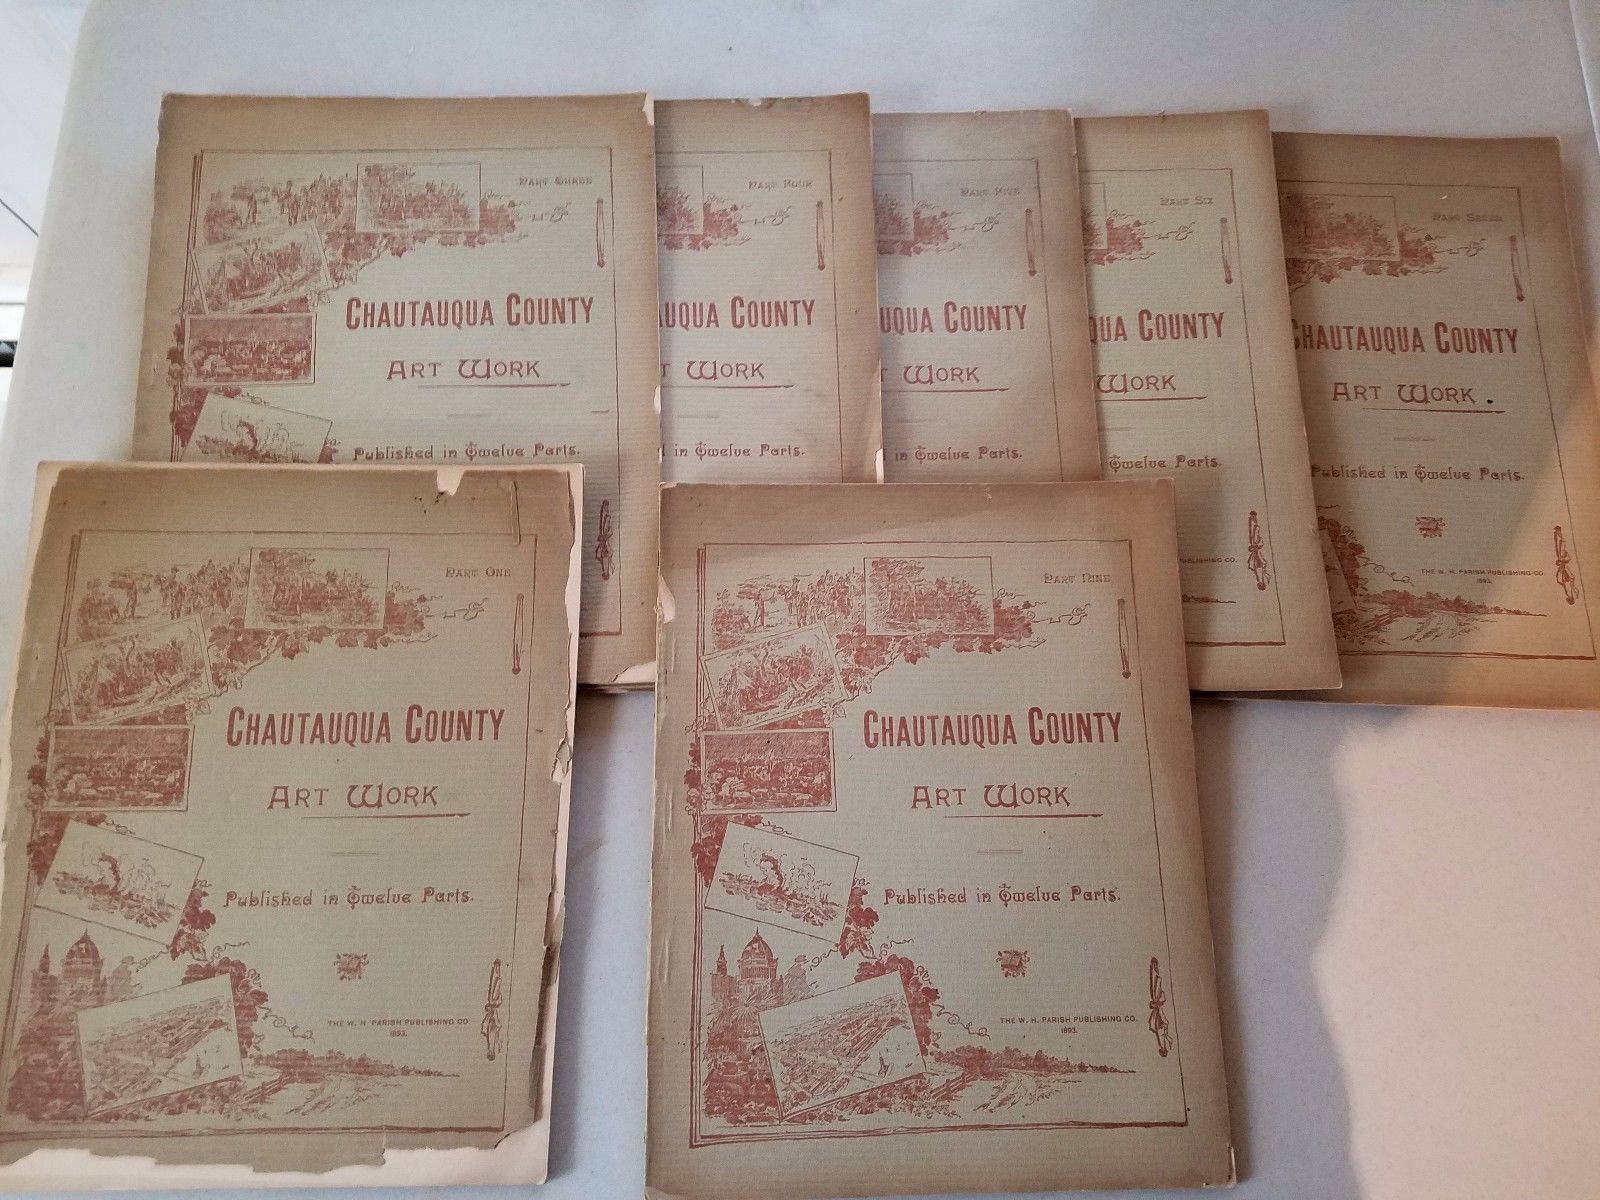 PART THREE
CHAUTAUQUA COUNTY
ART WORK
Published in Twelve Parts.
PART FOUR
UQUA COUNTY
T WORK
in Twelve Parts.
PART FIVE
UQUA COUNTY
T WORK
in Twelve Parts.
PART SIX
QUA COUNTY
WORK
Twelve Parts.
PUBLISHING CO.
PART SEVEN
CHAUTAUQUA COUNTY
ART WORK
Published in Twelve Parts.
THE W. H. PARISH PUBLISHING CO.
1893.
PART ONE
CHAUTAUQUA COUNTY
ART WORK
Published in Twelve Parts.
THE W. H. PARISH PUBLISHING CO.
1893.
PART NINE
CHAUTAUQUA COUNTY
ART WORK
Published in Twelve Parts.
THE W. H. PARISH PUBLISHING CO.
1893.